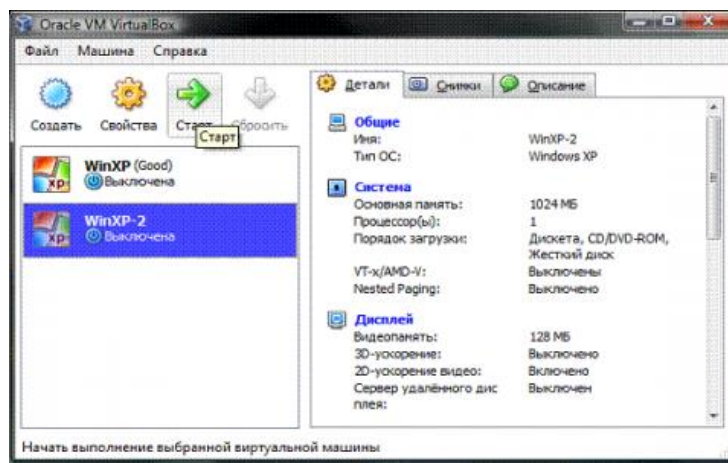 Oracle VM VirtualBox
Файл Машина Справка
Создать Свойства Старт Сбросить
Старт
WinXP (Good)
Выключена
WinXP-2
Выключена
Детали Снимки Описание
Общие
Имя: WinXP-2
Тип ОС: Windows XP
Система
Основная память: 1024 МБ
Процессор(ы): 1
Порядок загрузки: Дискета, CD/DVD-ROM,
Жесткий диск
VT-x/AMD-V: Выключены
Nested Paging: Выключено
Дисплей
Видеопамять: 128 МБ
3D-ускорение: Выключено
2D-ускорение видео: Включено
Сервер удалённого дис Выключен
плея:
Начать выполнение выбранной виртуальной машины